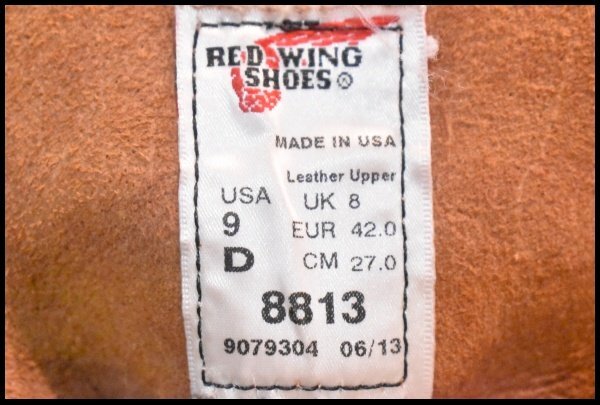 RED WING
SHOES®
MADE IN USA
Leather Upper
USA UK 8
9 EUR 42.0
D CM 27.0
8813
9079304 06/13